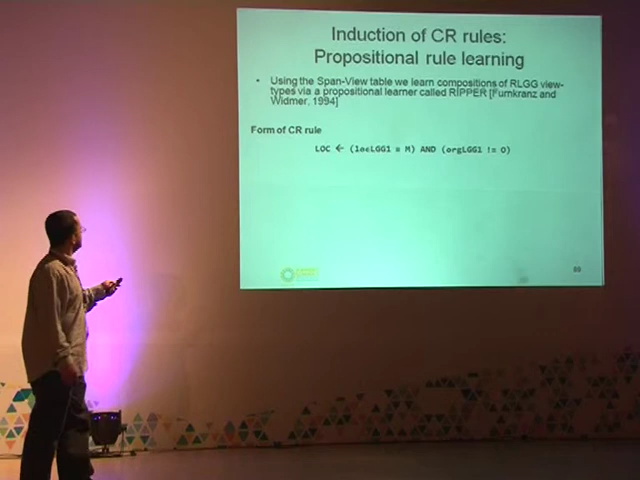 Induction of CR rules:
Propositional rule learning
• Using the Span-View table we learn compositions of RLGG view-
types via a propositional learner called RIPPER [Furnkranz and
Widmer, 1994]
Form of CR rule
LOC ← (locLGG1 = M) AND (orgLGG1 != O)